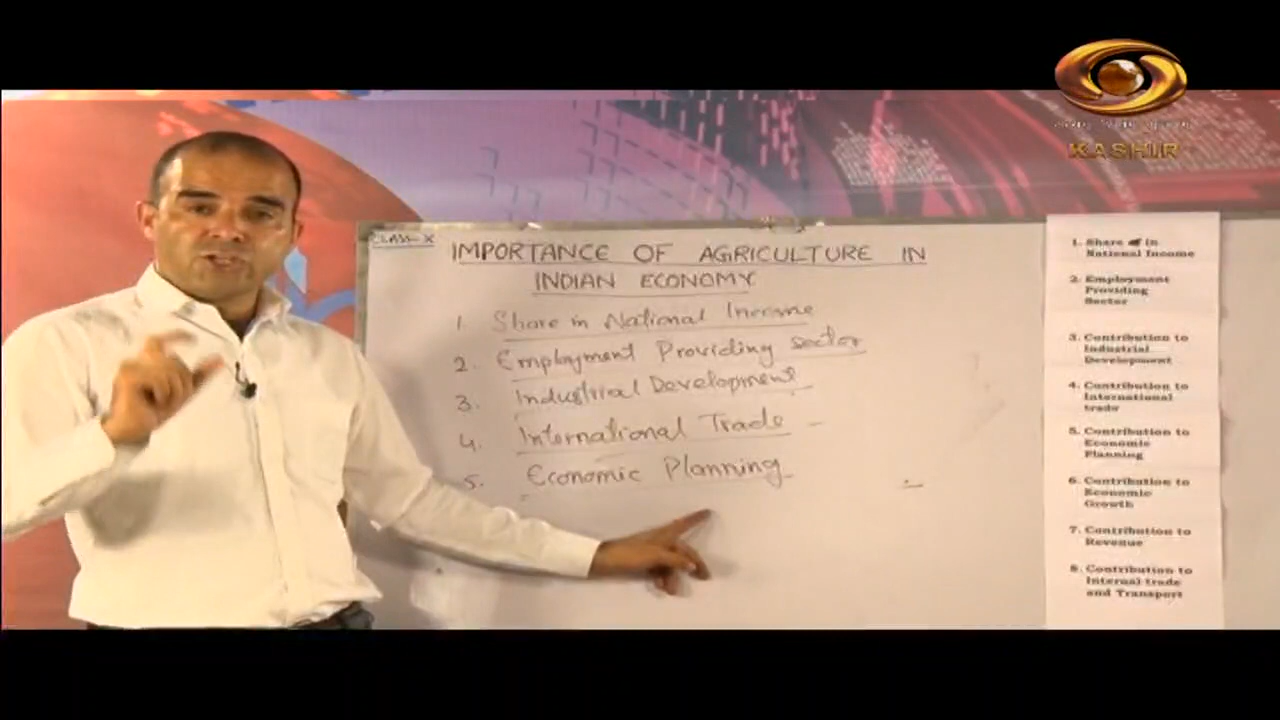 KASHIR
CLASS-X
IMPORTANCE OF AGRICULTURE IN
INDIAN ECONOMY
1. Share in National Income
2. Employment Providing sector
3. Industrial Development
4. International Trade
5. Economic Planning
1. Share in
National Income
2. Employment
Providing
Sector
3. Contribution to
Industrial
Development
4. Contribution to
International
trade
5. Contribution to
Economic
Planning
6. Contribution to
Economic
Growth
7. Contribution to
Revenue
8. Contribution to
Internal trade
and Transport